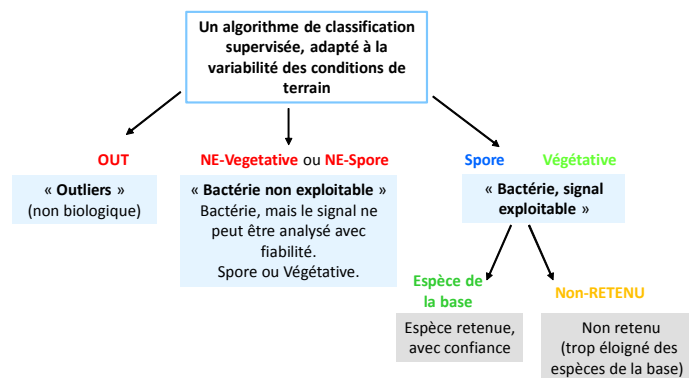 Un algorithme de classification
supervisée, adapté à la
variabilité des conditions de
terrain
OUT
« Outliers »
(non biologique)
NE-Vegetative ou NE-Spore
« Bactérie non exploitable »
Bactérie, mais le signal ne
peut être analysé avec
fiabilité.
Spore ou Végétative.
Spore Végétative
« Bactérie, signal
exploitable »
Espèce de
la base
Espèce retenue,
avec confiance
Non-RETENU
Non retenu
(trop éloigné des
espèces de la base)